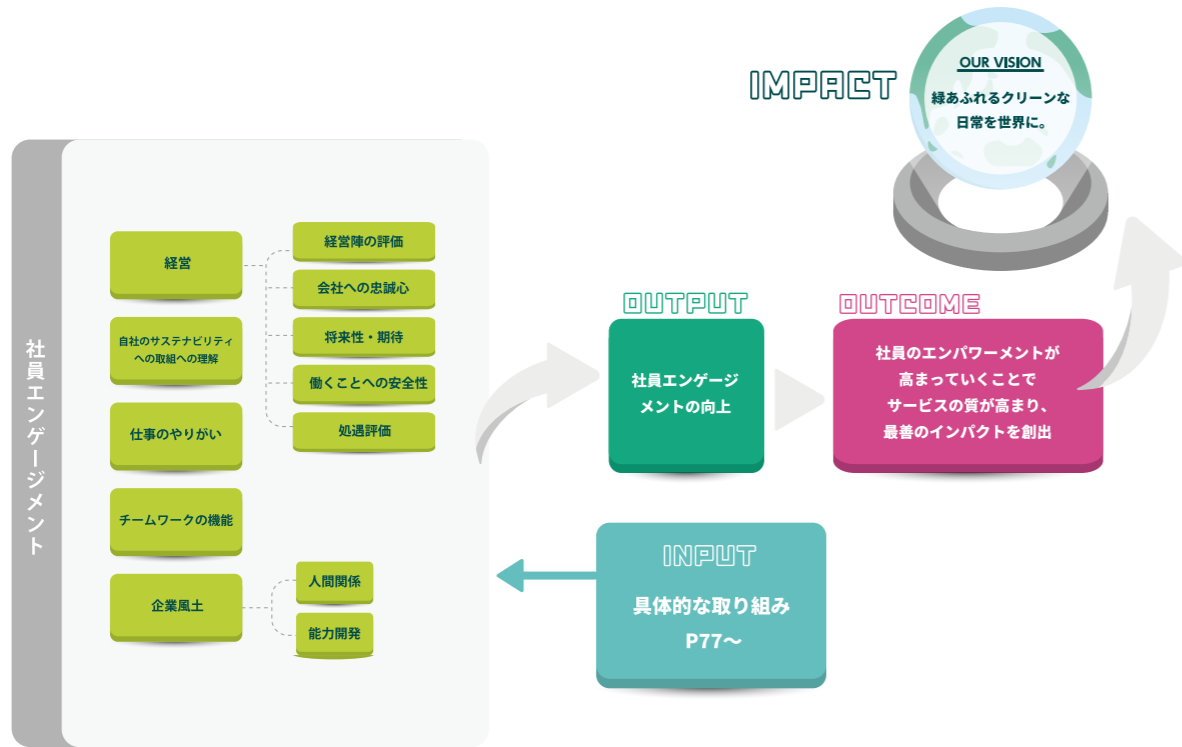 社員エンゲージメント
経営
経営陣の評価
会社への忠誠心
将来性・期待
働くことへの安全性
処遇評価
自社のサステナビリティ
への取組への理解
仕事のやりがい
チームワークの機能
企業風土
人間関係
能力開発
INPUT
具体的な取り組み
P77～
OUTPUT
社員エンゲージ
メントの向上
OUTCOME
社員のエンパワーメントが
高まっていくことで
サービスの質が高まり、
最善のインパクトを創出
IMPACT
OUR VISION
緑あふれるクリーンな
日常を世界に。